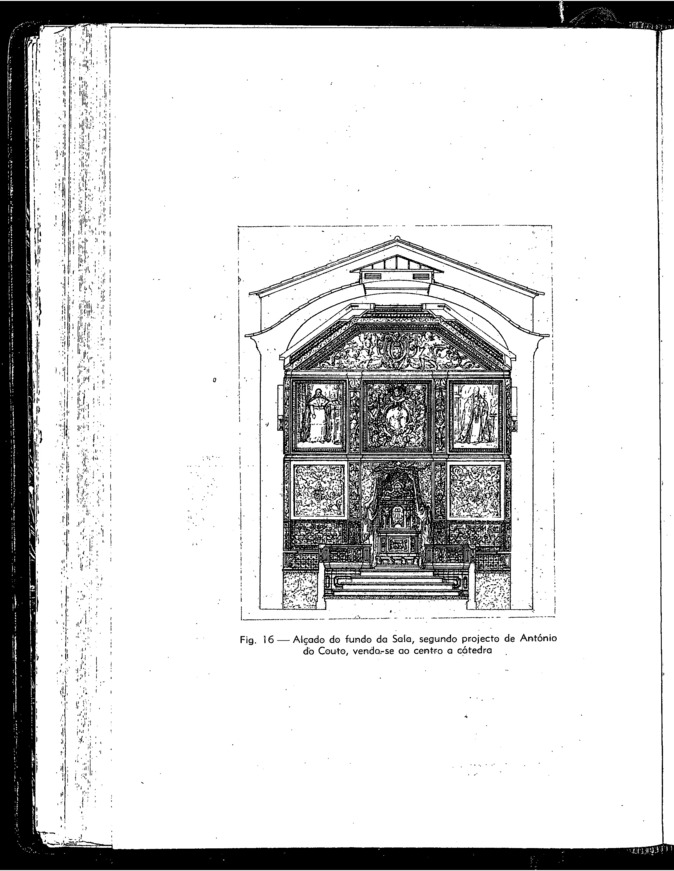 Fig. 16 — Alçado do fundo da Sala, segundo projecto de António
do Couto, vendo-se ao centro a cátedra